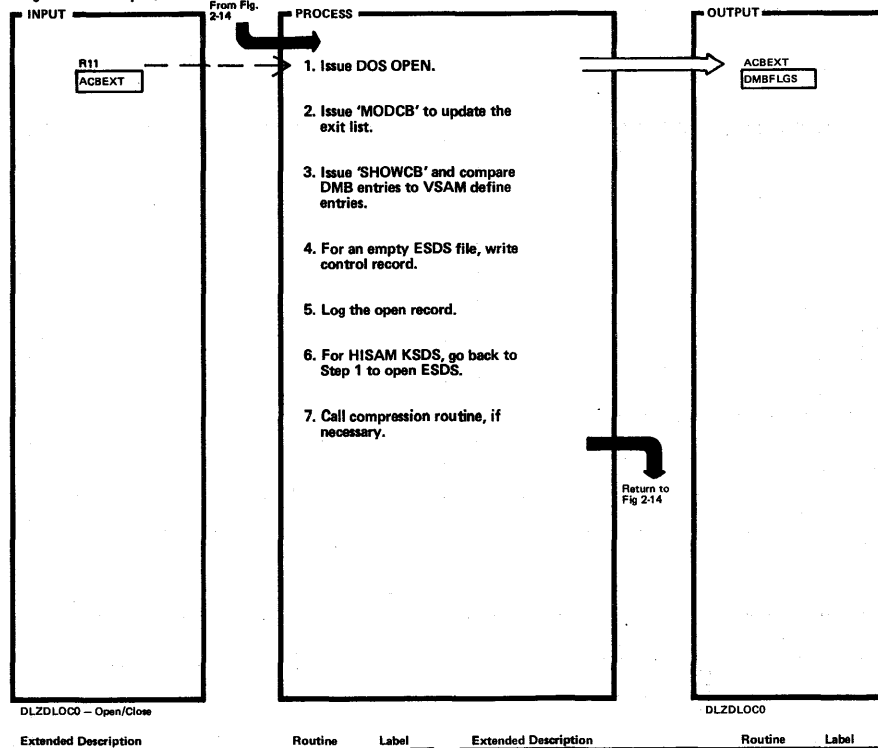 INPUT
From Fig.
2-14
PROCESS
OUTPUT
R11
ACBEXT
1. Issue DOS OPEN.
2. Issue 'MODCB' to update the
exit list.
3. Issue 'SHOWCB' and compare
DMB entries to VSAM define
entries.
4. For an empty ESDS file, write
control record.
5. Log the open record.
6. For HISAM KSDS, go back to
Step 1 to open ESDS.
7. Call compression routine, if
necessary.
ACBEXT
DMBFLGS
Return to
Fig 2-14
DLZDLOC0 – Open/Close
DLZDLOC0
Extended Description
Routine
Label
Extended Description
Routine
Label